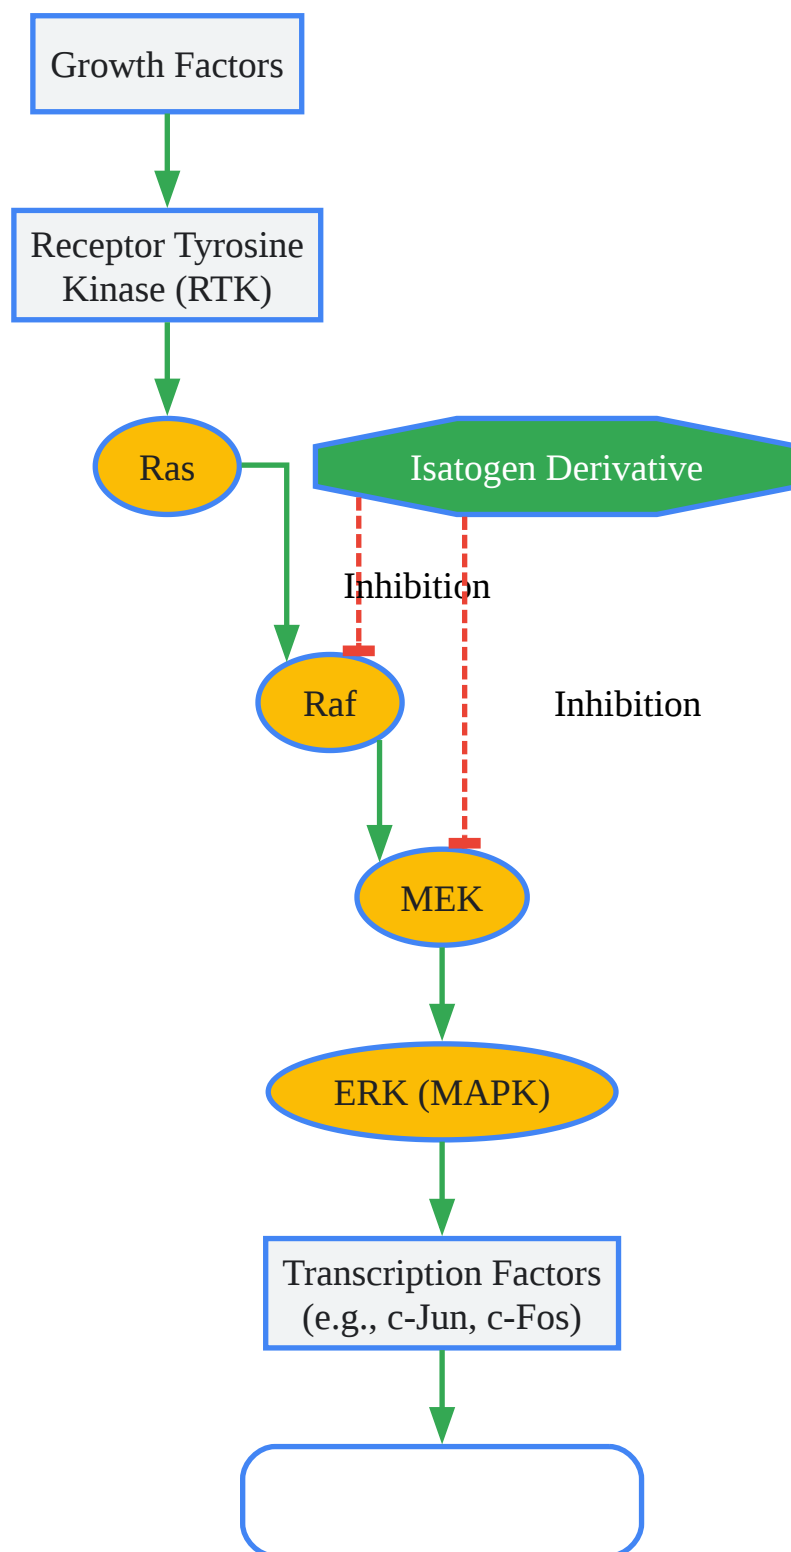 Growth Factors
Receptor Tyrosine
Kinase (RTK)
Ras
Isatogen Derivative
Inhibition
Raf
Inhibition
MEK
ERK (MAPK)
Transcription Factors
(e.g., c-Jun, c-Fos)